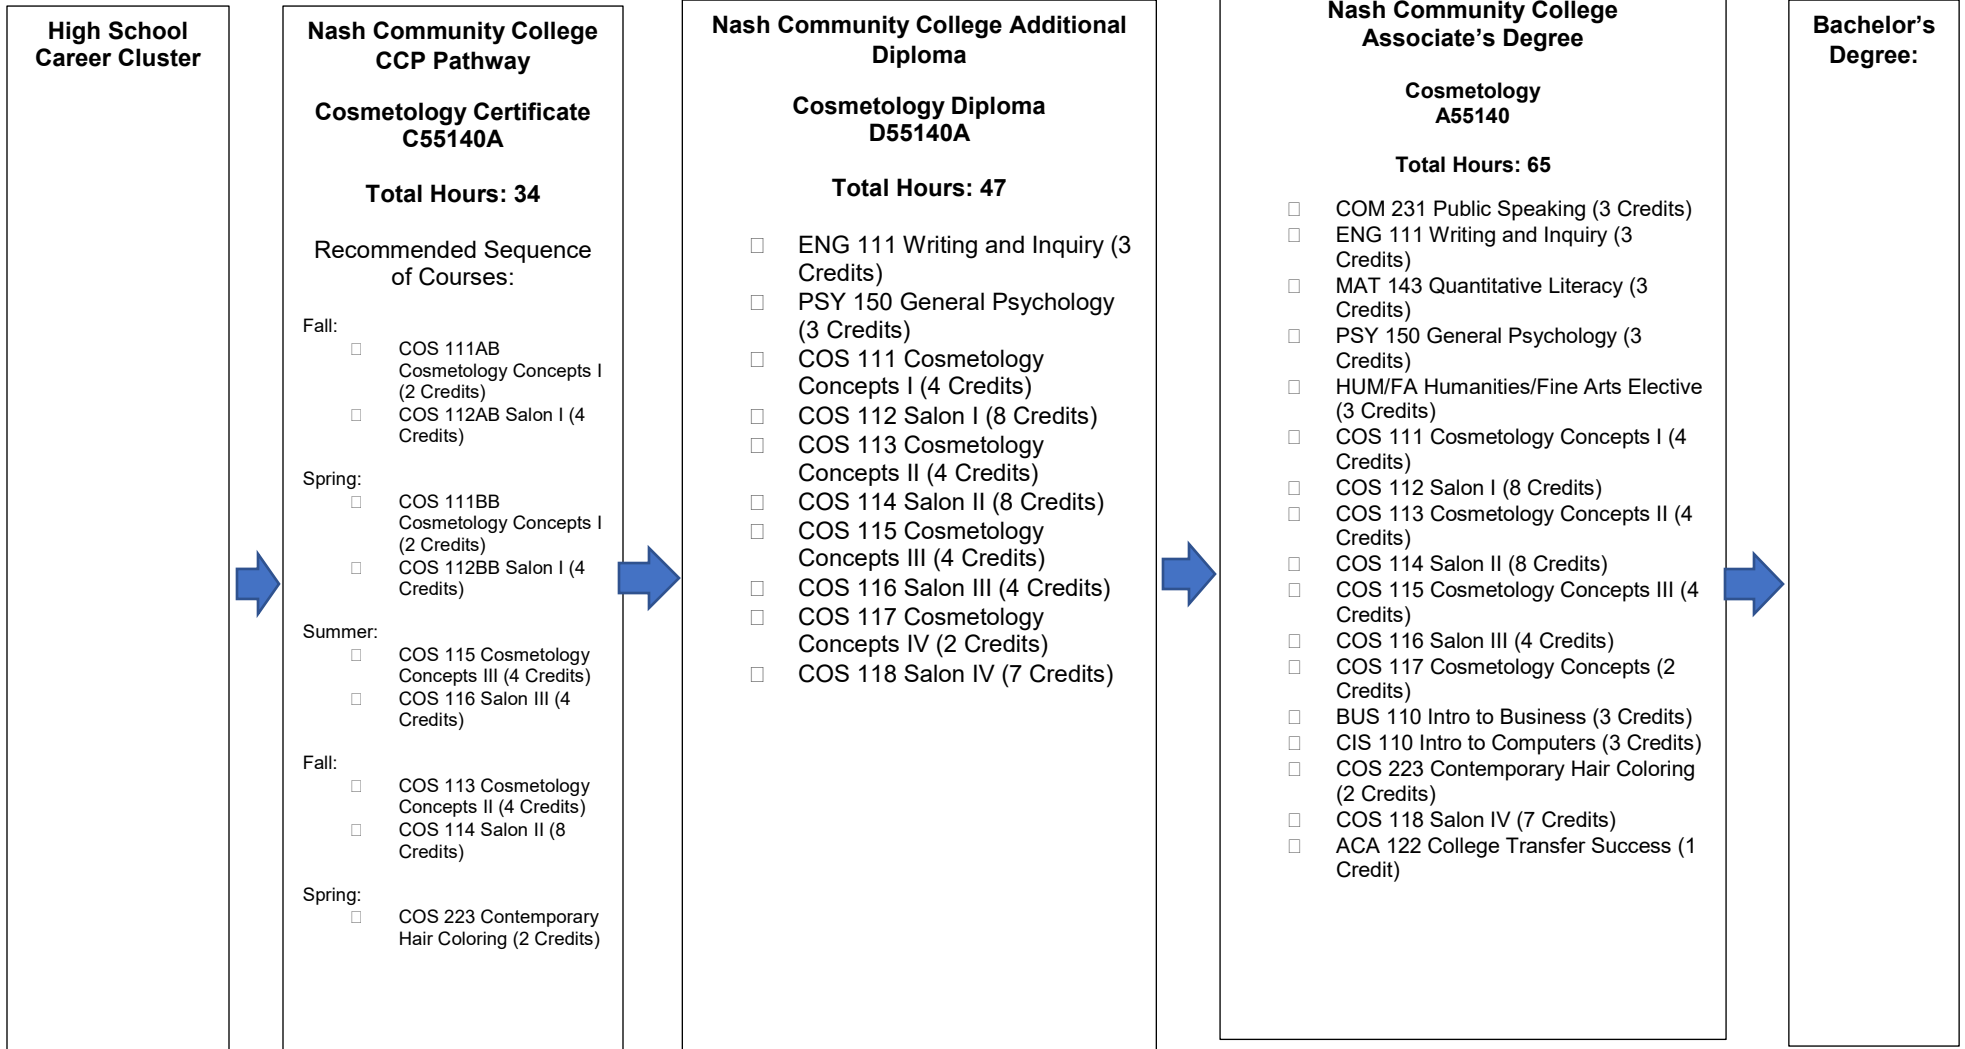 High School
Career Cluster
Nash Community College
CCP Pathway
Cosmetology Certificate
C55140A
Total Hours: 34
Recommended Sequence
of Courses:
Fall:
COS 111AB
Cosmetology Concepts I
(2 Credits)
COS 112AB Salon I (4
Credits)
Spring:
COS 111BB
Cosmetology Concepts I
(2 Credits)
COS 112BB Salon I (4
Credits)
Summer:
COS 115 Cosmetology
Concepts III (4 Credits)
COS 116 Salon III (4
Credits)
Fall:
COS 113 Cosmetology
Concepts II (4 Credits)
COS 114 Salon II (8
Credits)
Spring:
COS 223 Contemporary
Hair Coloring (2 Credits)
Nash Community College Additional
Diploma
Cosmetology Diploma
D55140A
Total Hours: 47
ENG 111 Writing and Inquiry (3
Credits)
PSY 150 General Psychology
(3 Credits)
COS 111 Cosmetology
Concepts I (4 Credits)
COS 112 Salon I (8 Credits)
COS 113 Cosmetology
Concepts II (4 Credits)
COS 114 Salon II (8 Credits)
COS 115 Cosmetology
Concepts III (4 Credits)
COS 116 Salon III (4 Credits)
COS 117 Cosmetology
Concepts IV (2 Credits)
COS 118 Salon IV (7 Credits)
Nash Community College
Associate's Degree
Cosmetology
A55140
Total Hours: 65
COM 231 Public Speaking (3 Credits)
ENG 111 Writing and Inquiry (3
Credits)
MAT 143 Quantitative Literacy (3
Credits)
PSY 150 General Psychology (3
Credits)
HUM/FA Humanities/Fine Arts Elective
(3 Credits)
COS 111 Cosmetology Concepts I (4
Credits)
COS 112 Salon I (8 Credits)
COS 113 Cosmetology Concepts II (4
Credits)
COS 114 Salon II (8 Credits)
COS 115 Cosmetology Concepts III (4
Credits)
COS 116 Salon III (4 Credits)
COS 117 Cosmetology Concepts (2
Credits)
BUS 110 Intro to Business (3 Credits)
CIS 110 Intro to Computers (3 Credits)
COS 223 Contemporary Hair Coloring
(2 Credits)
COS 118 Salon IV (7 Credits)
ACA 122 College Transfer Success (1
Credit)
Bachelor's
Degree: